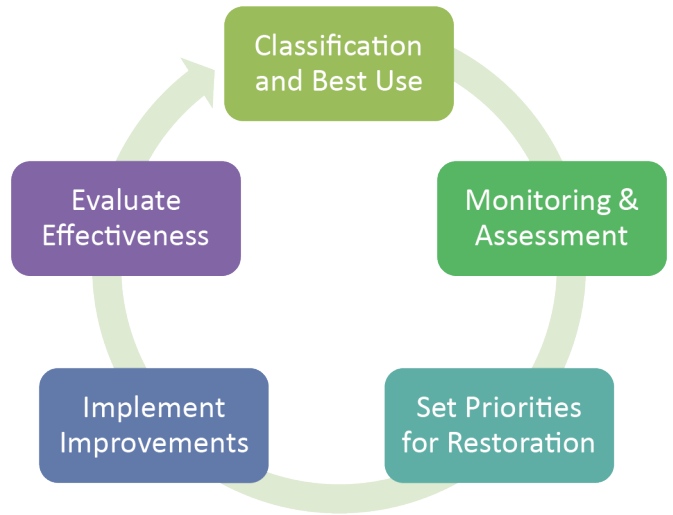 Classification
and Best Use
Monitoring &
Assessment
Set Priorities
for Restoration
Implement
Improvements
Evaluate
Effectiveness